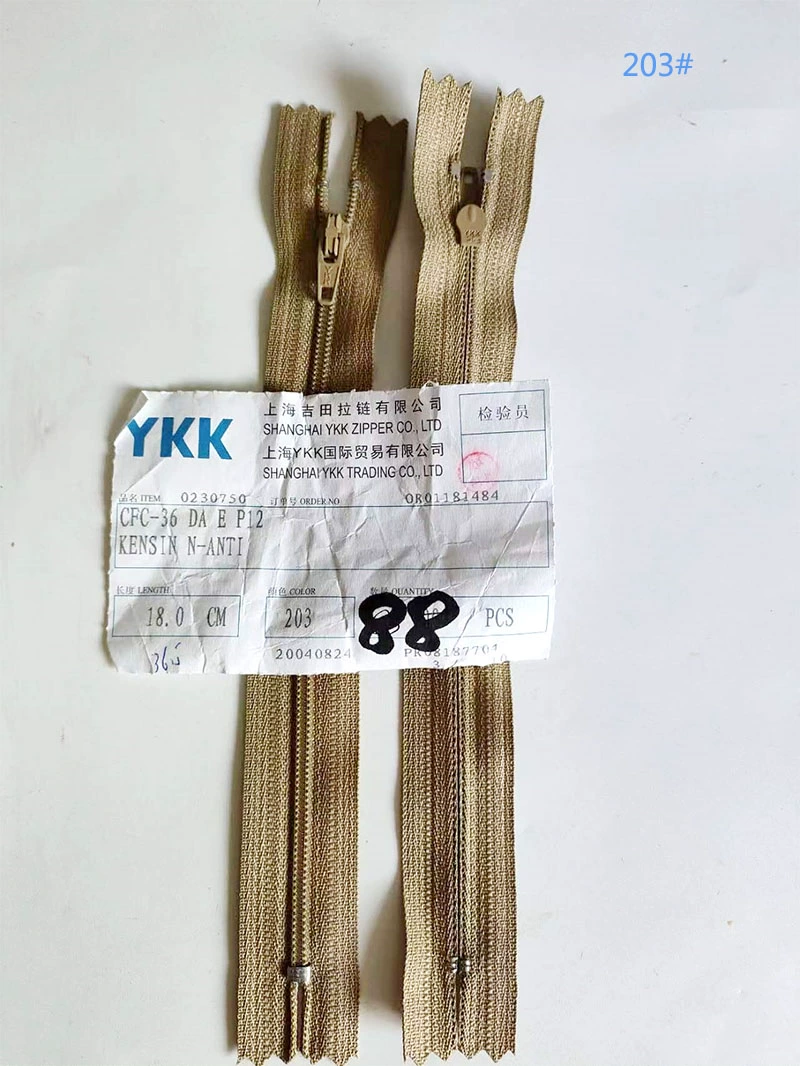 203#
YKK
上海吉田拉链有限公司
SHANGHAI YKK ZIPPER CO., LTD
上海YKK国际贸易有限公司
SHANGHAI YKK TRADING CO., LTD
检验员
品名 ITEM 0230750 订单号 ORDER-NO OR01181484
CFC-36 DA E P12
KENSIN N-ANTI
长度 LENGTH 颜色 COLOR 数量 QUANTITY
18.0 CM 203 88 PCS
20040824 PR08187701
3